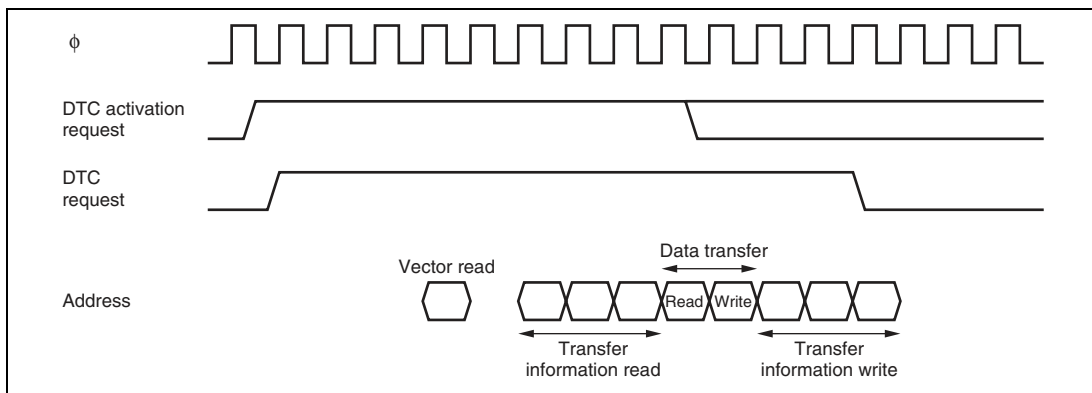 ϕ
DTC activation
request
DTC
request
Data transfer
Vector read
Address
Read
Write
Transfer
information read
Transfer
information write